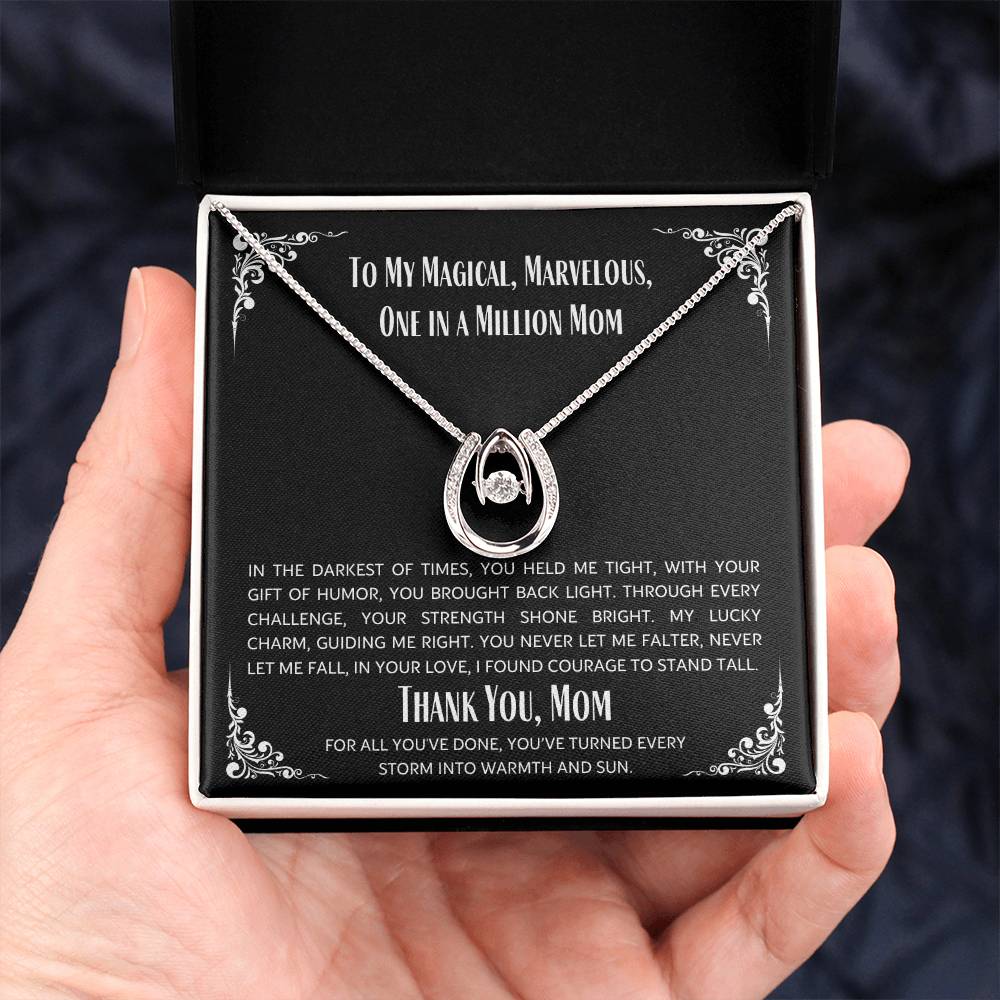 To My Magical, Marvelous,
One in a Million Mom
IN THE DARKEST OF TIMES, YOU HELD ME TIGHT, WITH YOUR
GIFT OF HUMOR, YOU BROUGHT BACK LIGHT. THROUGH EVERY
CHALLENGE, YOUR STRENGTH SHONE BRIGHT. MY LUCKY
CHARM, GUIDING ME RIGHT. YOU NEVER LET ME FALTER, NEVER
LET ME FALL, IN YOUR LOVE, I FOUND COURAGE TO STAND TALL.
Thank You, Mom
FOR ALL YOU'VE DONE, YOU'VE TURNED EVERY
STORM INTO WARMTH AND SUN.